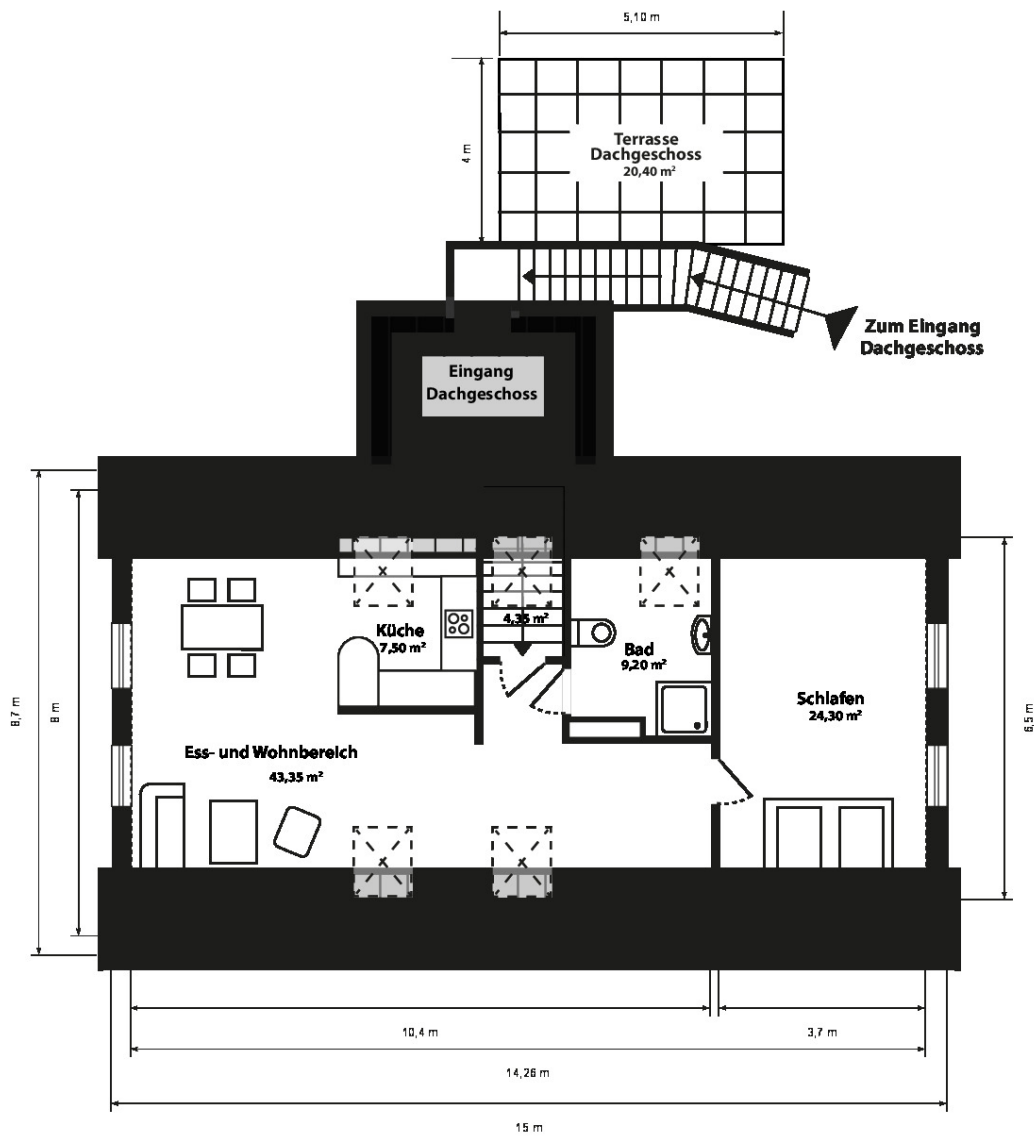 5,10 m
4 m
Terrasse
Dachgeschoss
20,40 m²
Zum Eingang
Dachgeschoss
Eingang
Dachgeschoss
8,7 m
8 m
Küche
7,50 m²
4,35 m²
Bad
9,20 m²
Schlafen
24,30 m²
6,5 m
Ess- und Wohnbereich
43,35 m²
10,4 m
3,7 m
14,26 m
15 m